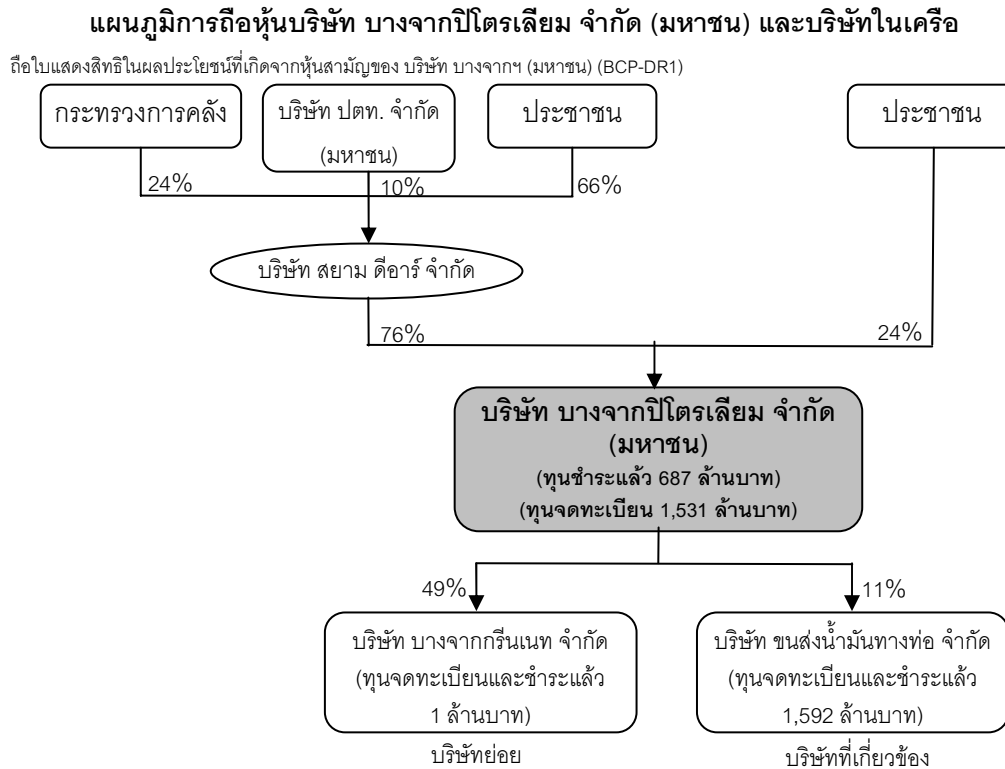 แผนภูมิการถือหุ้นบริษัท บางจากปิโตรเลียม จำกัด (มหาชน) และบริษัทในเครือ
ถือใบแสดงสิทธิในผลประโยชน์ที่เกิดจากหุ้นสามัญของ บริษัท บางจากฯ (มหาชน) (BCP-DR1)
กระทรวงการคลัง
บริษัท ปตท. จำกัด
(มหาชน)
ประชาชน
ประชาชน
24%
10%
66%
บริษัท สยาม ดีอาร์ จำกัด
76%
24%
บริษัท บางจากปิโตรเลียม จำกัด
(มหาชน)
(ทุนชำระแล้ว 687 ล้านบาท)
(ทุนจดทะเบียน 1,531 ล้านบาท)
49%
11%
บริษัท บางจากกรีนเนท จำกัด
(ทุนจดทะเบียนและชำระแล้ว
1 ล้านบาท)
บริษัทย่อย
บริษัท ขนส่งน้ำมันทางท่อ จำกัด
(ทุนจดทะเบียนและชำระแล้ว
1,592 ล้านบาท)
บริษัทที่เกี่ยวข้อง